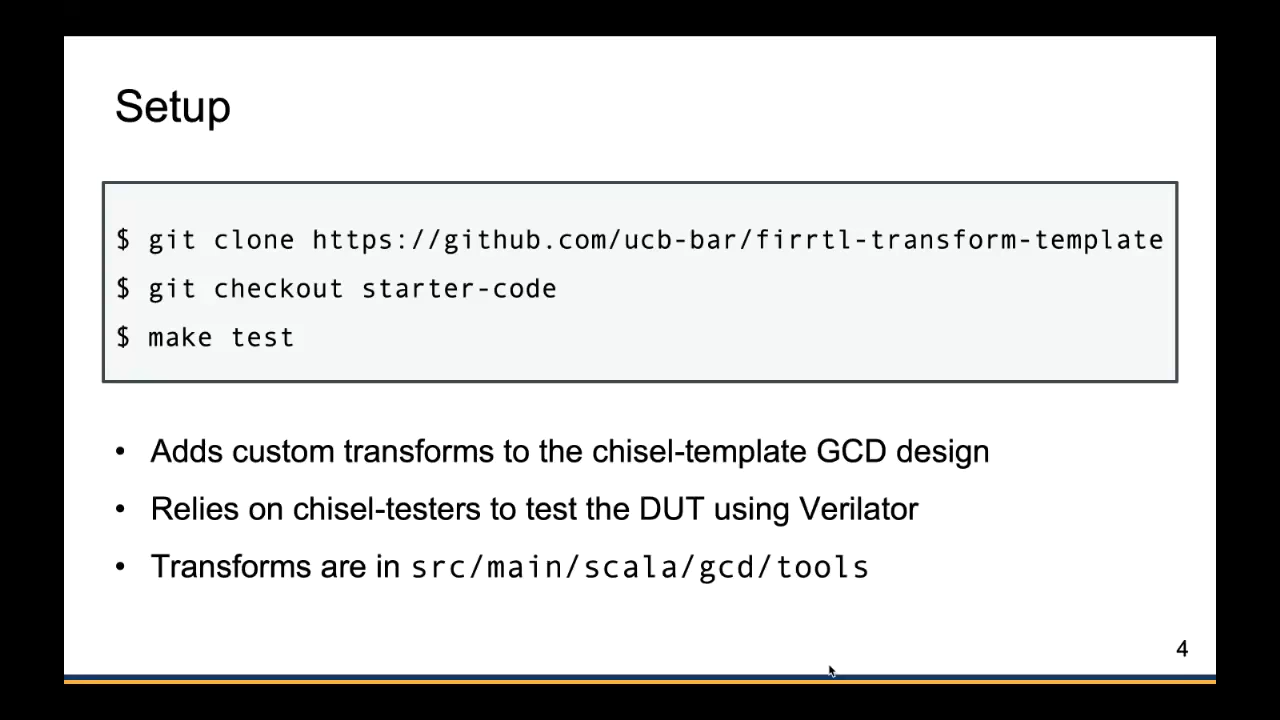 Setup
$ git clone https://github.com/ucb-bar/firrtl-transform-template
$ git checkout starter-code
$ make test
• Adds custom transforms to the chisel-template GCD design
• Relies on chisel-testers to test the DUT using Verilator
• Transforms are in src/main/scala/gcd/tools
4